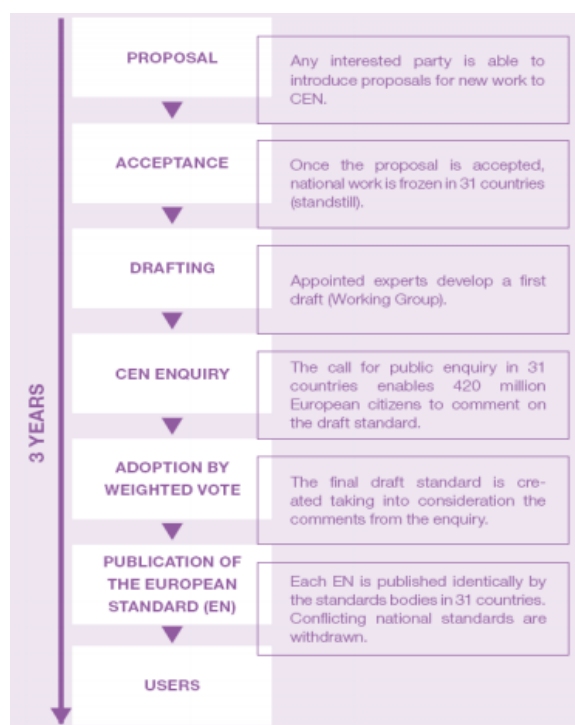 PROPOSAL
Any interested party is able to
introduce proposals for new work to
CEN.
ACCEPTANCE
Once the proposal is accepted,
national work is frozen in 31 countries
(standstill).
DRAFTING
Appointed experts develop a first
draft (Working Group).
CEN ENQUIRY
The call for public enquiry in 31
countries enables 420 million
European citizens to comment on
the draft standard.
3 YEARS
ADOPTION BY
WEIGHTED VOTE
The final draft standard is cre-
ated taking into consideration the
comments from the enquiry.
PUBLICATION OF
THE EUROPEAN
STANDARD (EN)
Each EN is published identically by
the standards bodies in 31 countries.
Conflicting national standards are
withdrawn.
USERS